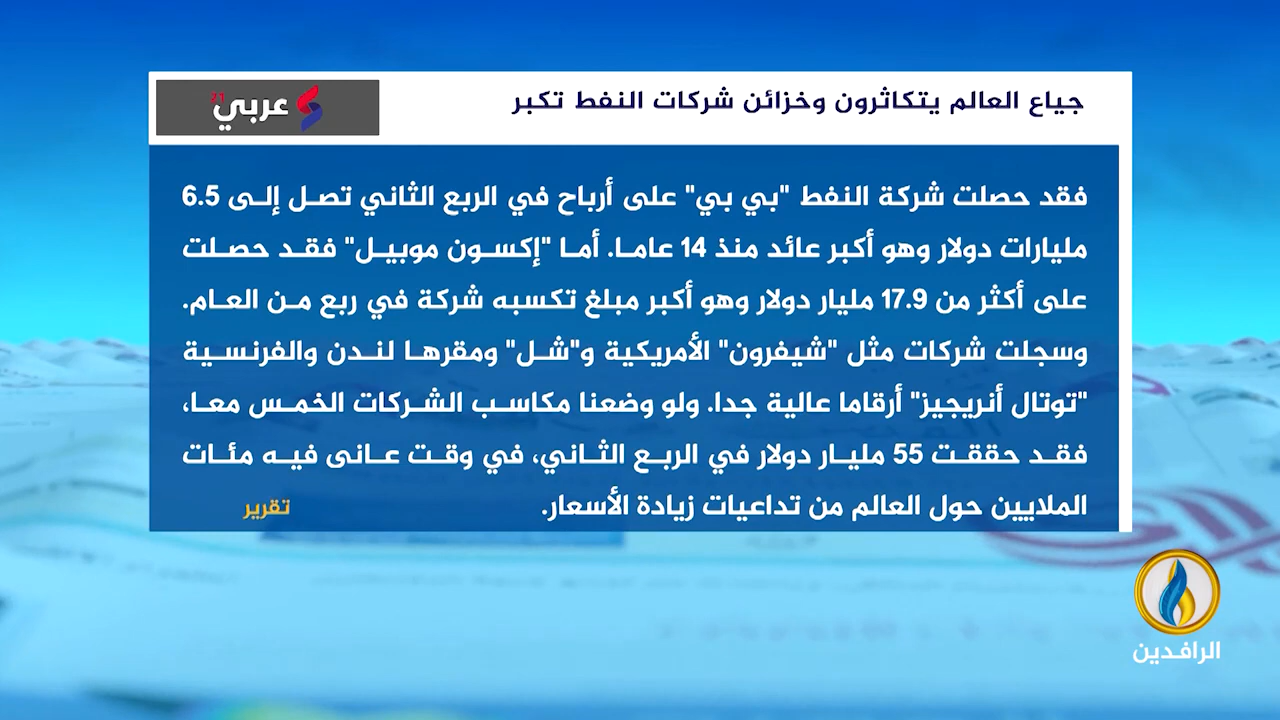 جياع العالم يتكاثرون وخزائن شركات النفط تكبر
عربي21
فقد حصلت شركة النفط "بي بي" على أرباح في الربع الثاني تصل إلى 6.5
مليارات دولار وهو أكبر عائد منذ 14 عاما. أما "إكسون موبيل" فقد حصلت
على أكثر من 17.9 مليار دولار وهو أكبر مبلغ تكسبه شركة في ربع من العام.
وسجلت شركات مثل "شيفرون" الأمريكية و"شل" ومقرها لندن والفرنسية
"توتال أنريجيز" أرقاما عالية جدا. ولو وضعنا مكاسب الشركات الخمس معا،
فقد حققت 55 مليار دولار في الربع الثاني، في وقت عانى فيه مئات
الملايين حول العالم من تداعيات زيادة الأسعار.
تقرير
الرافدين